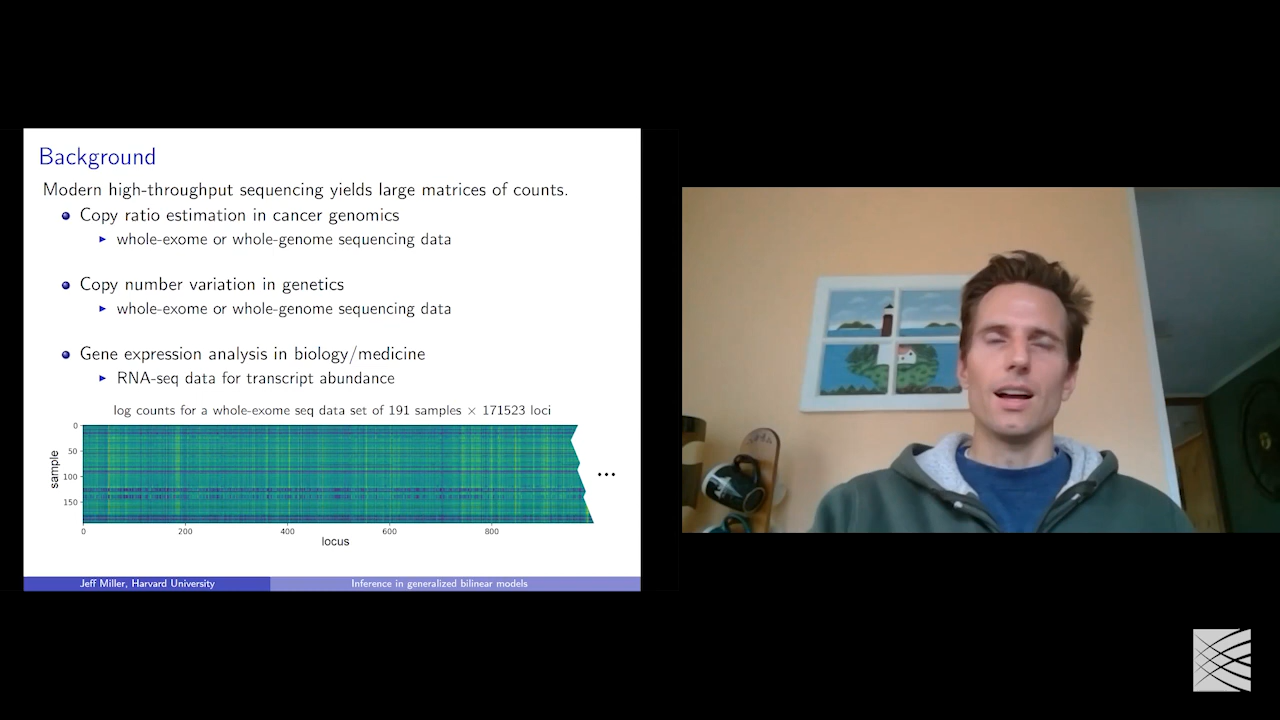 Background
Modern high-throughput sequencing yields large matrices of counts.
Copy ratio estimation in cancer genomics
whole-exome or whole-genome sequencing data
Copy number variation in genetics
whole-exome or whole-genome sequencing data
Gene expression analysis in biology/medicine
RNA-seq data for transcript abundance
log counts for a whole-exome seq data set of 191 samples × 171523 loci
0
50
100
150
sample
...
0 200 400 600 800
locus
Jeff Miller, Harvard University Inference in generalized bilinear models